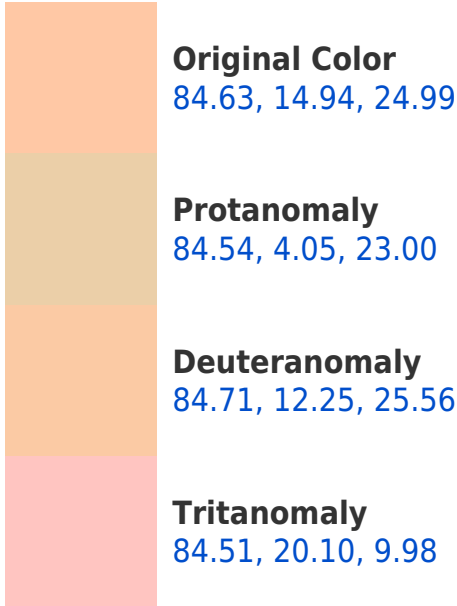 Original Color
84.63, 14.94, 24.99
Protanomaly
84.54, 4.05, 23.00
Deuteranomaly
84.71, 12.25, 25.56
Tritanomaly
84.51, 20.10, 9.98